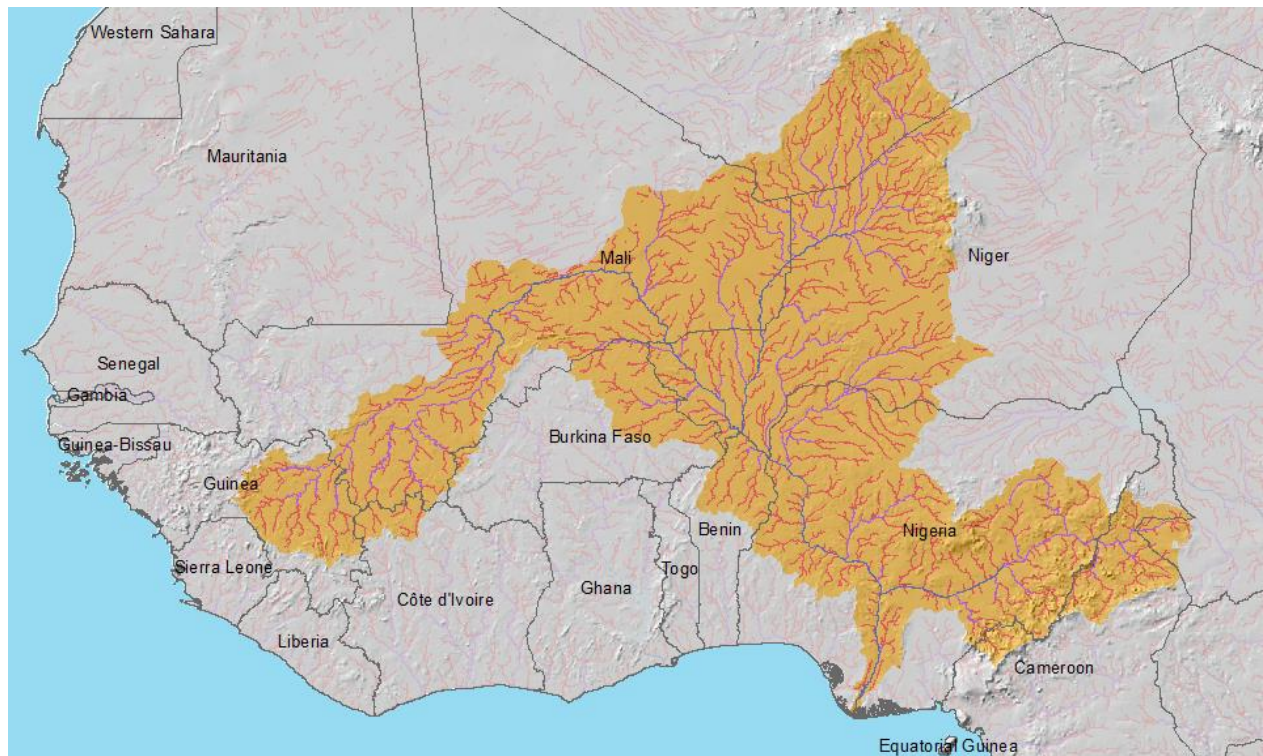 Western Sahara
Mauritania
Mali
Niger
Senegal
Gambia
Guinea-Bissau
Burkina Faso
Guinea
Benin
Nigeria
Sierra Leone
Togo
Ghana
Côte d'Ivoire
Liberia
Cameroon
Equatorial Guinea